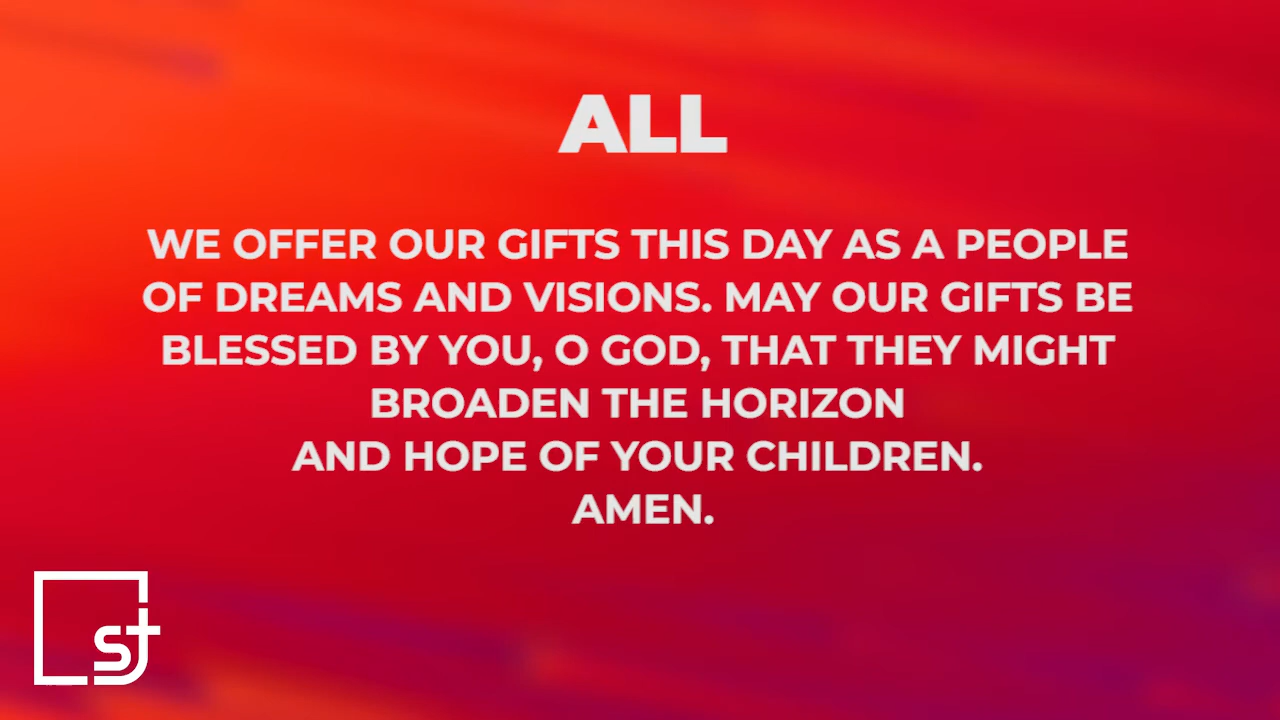 ALL
WE OFFER OUR GIFTS THIS DAY AS A PEOPLE
OF DREAMS AND VISIONS. MAY OUR GIFTS BE
BLESSED BY YOU, O GOD, THAT THEY MIGHT
BROADEN THE HORIZON
AND HOPE OF YOUR CHILDREN.
AMEN.
st